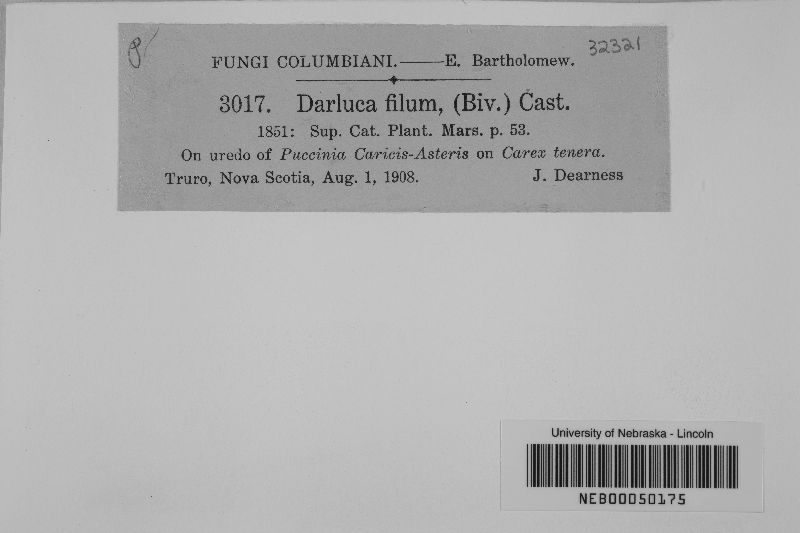 32321
FUNGI COLUMBIANI.——E. Bartholomew.
3017. Darluca filum, (Biv.) Cast.
1851: Sup. Cat. Plant. Mars. p. 53.
On uredo of Puccinia Caricis-Asteris on Carex tenera.
Truro, Nova Scotia, Aug. 1, 1908. J. Dearness
University of Nebraska - Lincoln
NEB00050175